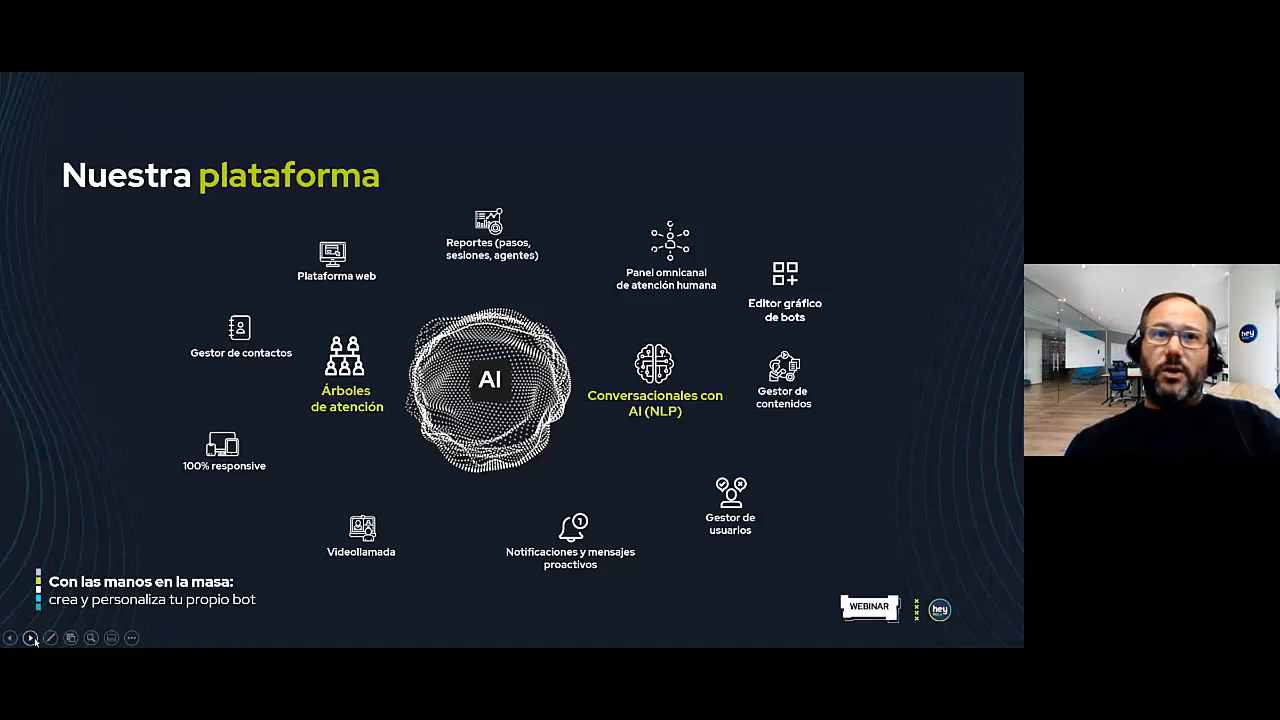 Nuestra plataforma
Reportes (pasos,
sesiones, agentes)
Plataforma web
Panel omnicanal
de atención humana
Editor gráfico
de bots
Gestor de contactos
Árboles
de atención
AI
Conversacionales con
AI (NLP)
Gestor de
contenidos
100% responsive
Gestor de
usuarios
1
Videollamada
Notificaciones y mensajes
proactivos
Con las manos en la masa:
crea y personaliza tu propio bot
WEBINAR
hey
hey